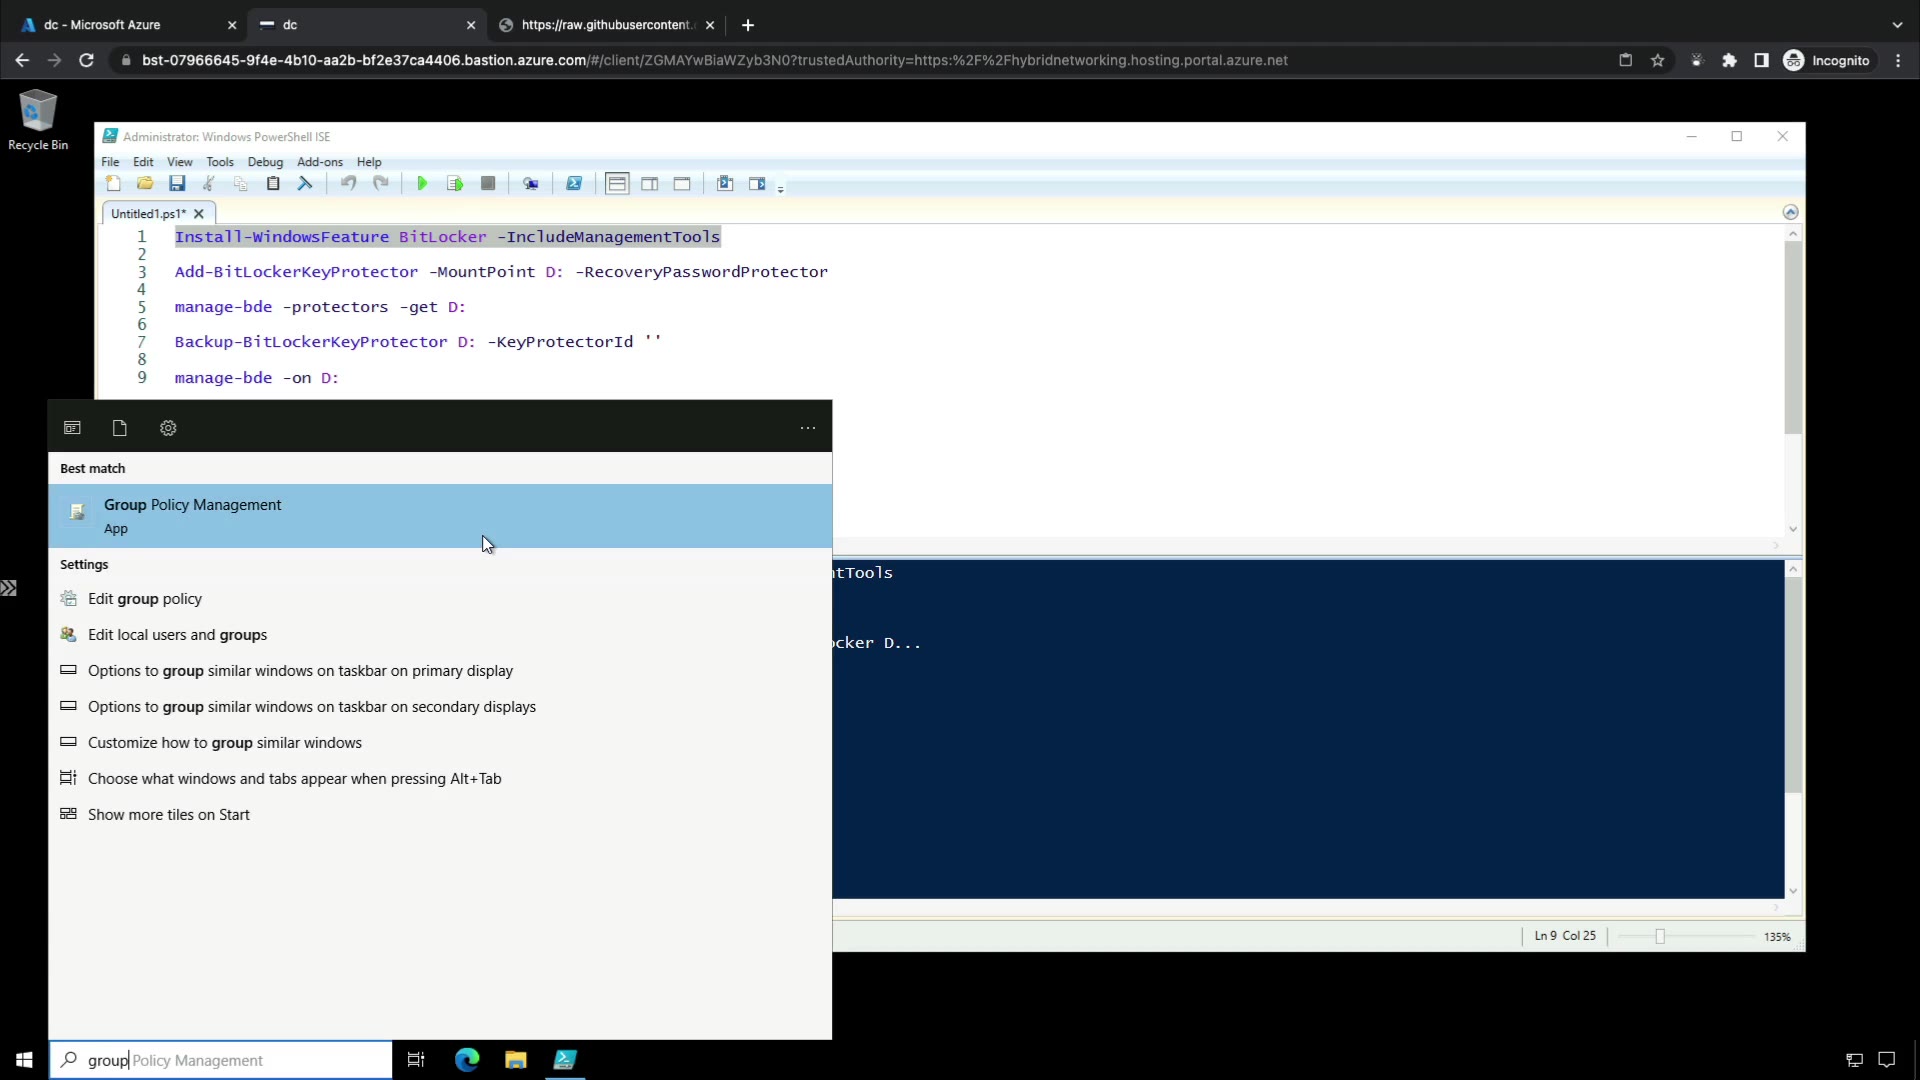 dc - Microsoft Azure
dc
https://raw.githubusercontent.
bst-07966645-9f4e-4b10-aa2b-bf2e37ca4406.bastion.azure.com/#/client/ZGMAYwBiaWZyb3N0?trustedAuthority=https:%2F%2Fhybridnetworking.hosting.portal.azure.net
Incognito
Recycle Bin
Administrator: Windows PowerShell ISE
File Edit View Tools Debug Add-ons Help
Untitled1.ps1*
1 Install-WindowsFeature BitLocker -IncludeManagementTools
2
3 Add-BitLockerKeyProtector -MountPoint D: -RecoveryPasswordProtector
4
5 manage-bde -protectors -get D:
6
7 Backup-BitLockerKeyProtector D: -KeyProtectorId ''
8
9 manage-bde -on D:
...
Best match
Group Policy Management
App
Settings
Edit group policy
Edit local users and groups
Options to group similar windows on taskbar on primary display
Options to group similar windows on taskbar on secondary displays
Customize how to group similar windows
Choose what windows and tabs appear when pressing Alt+Tab
Show more tiles on Start
ntTools
ocker D...
Ln 9 Col 25
135%
group Policy Management